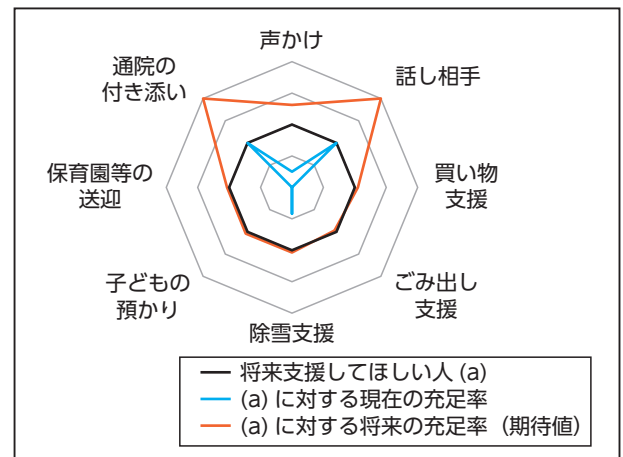 声かけ
話し相手
買い物
支援
ごみ出し
支援
除雪支援
子どもの
預かり
保育園等の
送迎
通院の
付き添い
将来支援してほしい人 (a)
(a) に対する現在の充足率
(a) に対する将来の充足率（期待値）